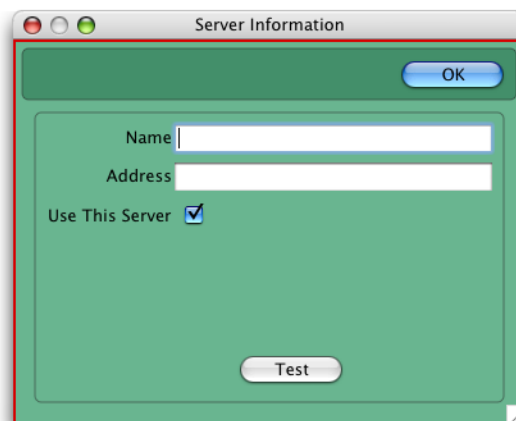 Server Information
OK
Name
Address
Use This Server
Test